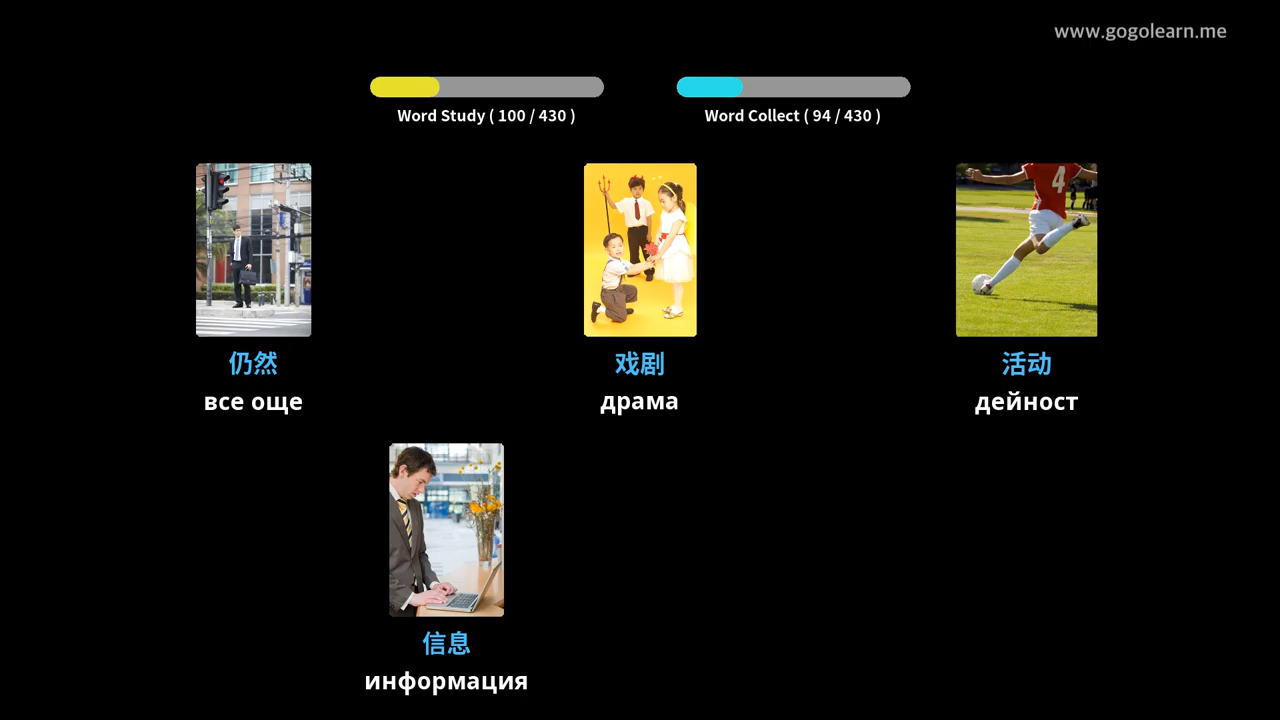 www.gogolearn.me
Word Study ( 100 / 430 )
Word Collect ( 94 / 430 )
仍然
戏剧
活动
все още
драма
дейност
4
信息
информация